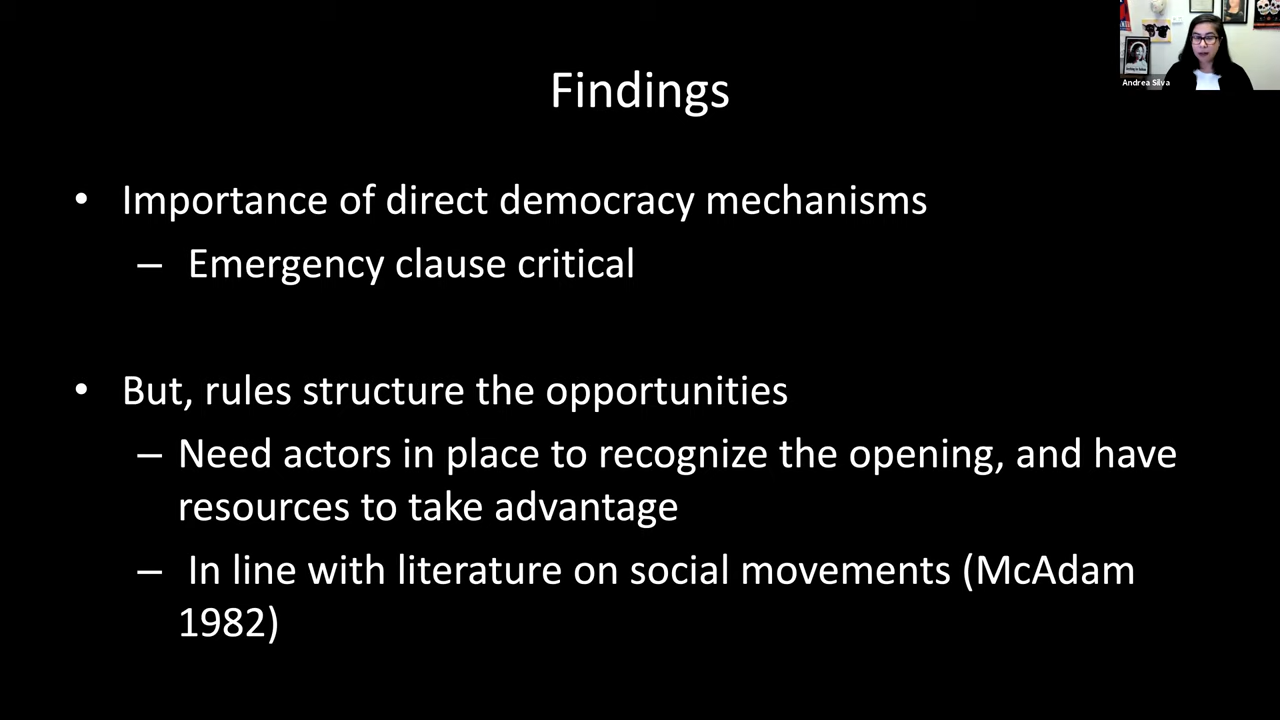 Findings
Andrea Silva
• Importance of direct democracy mechanisms
– Emergency clause critical
• But, rules structure the opportunities
– Need actors in place to recognize the opening, and have
resources to take advantage
– In line with literature on social movements (McAdam
1982)